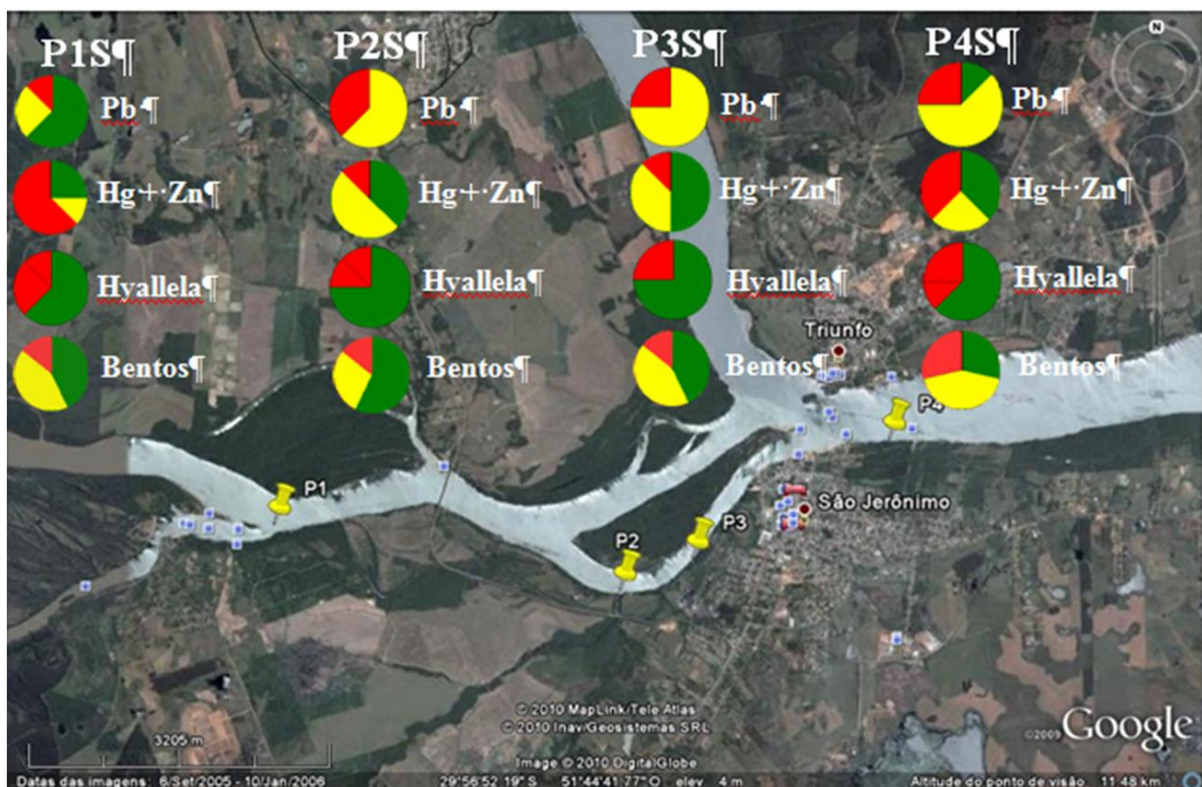 P1S¶ P2S¶ P3S¶ P4S¶
Pb·¶ Pb·¶ Pb·¶ Pb·¶
Hg·+·Zn¶ Hg·+·Zn¶ Hg·+·Zn¶ Hg·+·Zn¶
Hyallela¶ Hyallela¶ Hyallela¶ Hyallela¶
Bentos¶ Bentos¶ Bentos¶ Bentos¶
N
Triunfo
P4
P1
São Jerônimo
P3
P2
© 2010 MapLink/Tele Atlas
© 2010 Inav/Geosistemas SRL
©2009 Google
3205 m
Image © 2010 DigitalGlobe
Datas das imagens: 6/Set/2005 - 10/Jan/2006 29°56'52.19"S 51°44'41.77"O elev 4 m Altitude do ponto de visão 11.48 km